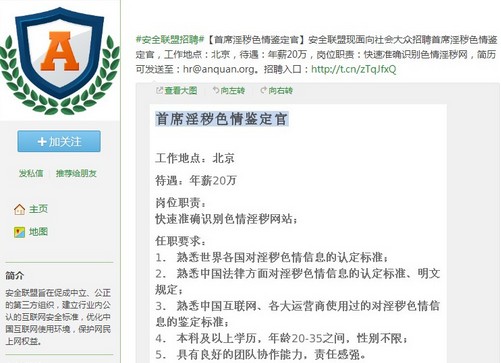 A
#安全联盟招聘#【首席淫秽色情鉴定官】安全联盟现面向社会大众招聘首席淫秽色情鉴
定官，工作地点：北京，待遇：年薪20万，岗位职责：快速准确识别色情淫秽网，简历
可发送至：hr@anquan.org。招聘入口：http://t.cn/zTqJfxQ
查看大图 向左转 向右转
首席淫秽色情鉴定官
工作地点：北京
待遇：年薪20万
岗位职责：
快速准确识别色情淫秽网站；
任职要求：
1. 熟悉世界各国对淫秽色情信息的认定标准；
2. 熟悉中国法律方面对淫秽色情信息的认定标准、明文
规定；
3. 熟悉中国互联网、各大运营商使用过的对淫秽色情信
息的鉴定标准；
4. 本科及以上学历，年龄20-35之间，性别不限；
5. 具有良好的团队协作能力，责任感强。
+加关注
发私信 推荐给朋友
主页
地图
简介
安全联盟旨在促成中立、公正
的第三方组织，建立行业内公
认的互联网安全标准，优化中
国互联网使用环境，保护网民
上网权益。